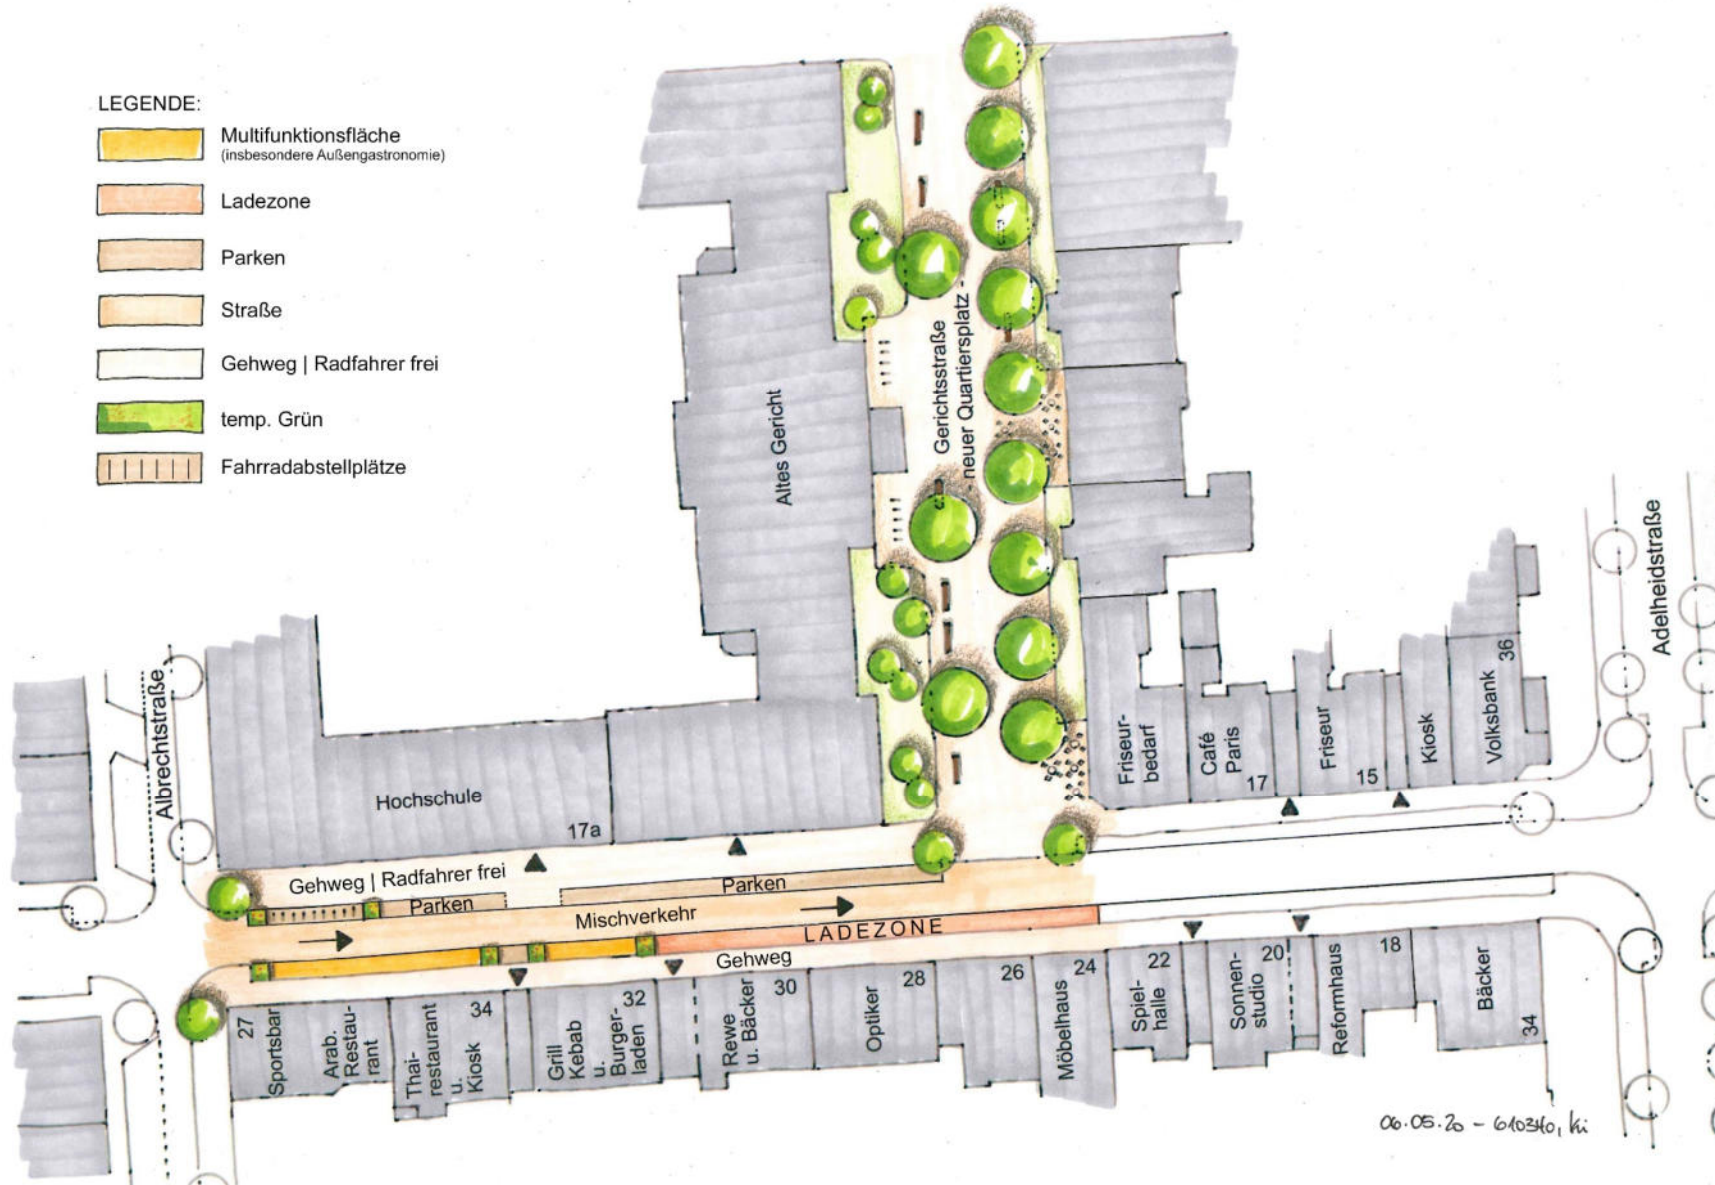 LEGENDE:
Multifunktionsfläche
(insbesondere Außengastronomie)
Ladezone
Parken
Straße
Gehweg | Radfahrer frei
temp. Grün
Fahrradabstellplätze
Altes Gericht
Gerichtsstraße
- neuer Quartiersplatz -
Albrechtstraße
Adelheidstraße
Hochschule
17a
Friseur-
bedarf
Café
Paris
17
Friseur
15
Kiosk
Volksbank
36
Gehweg | Radfahrer frei
Parken
Parken
Mischverkehr
LADEZONE
Gehweg
27
Sportsbar
Arab.
Restau-
rant
Thai-
restaurant
u.
Kiosk
34
Grill
Kebab
u.
Burger-
laden
32
Rewe
u. Bäcker
30
Optiker
28
26
Möbelhaus
24
Spiel-
halle
22
Sonnen-
studio
20
Reformhaus
18
Bäcker
34
06.05.20 - 610340, ki